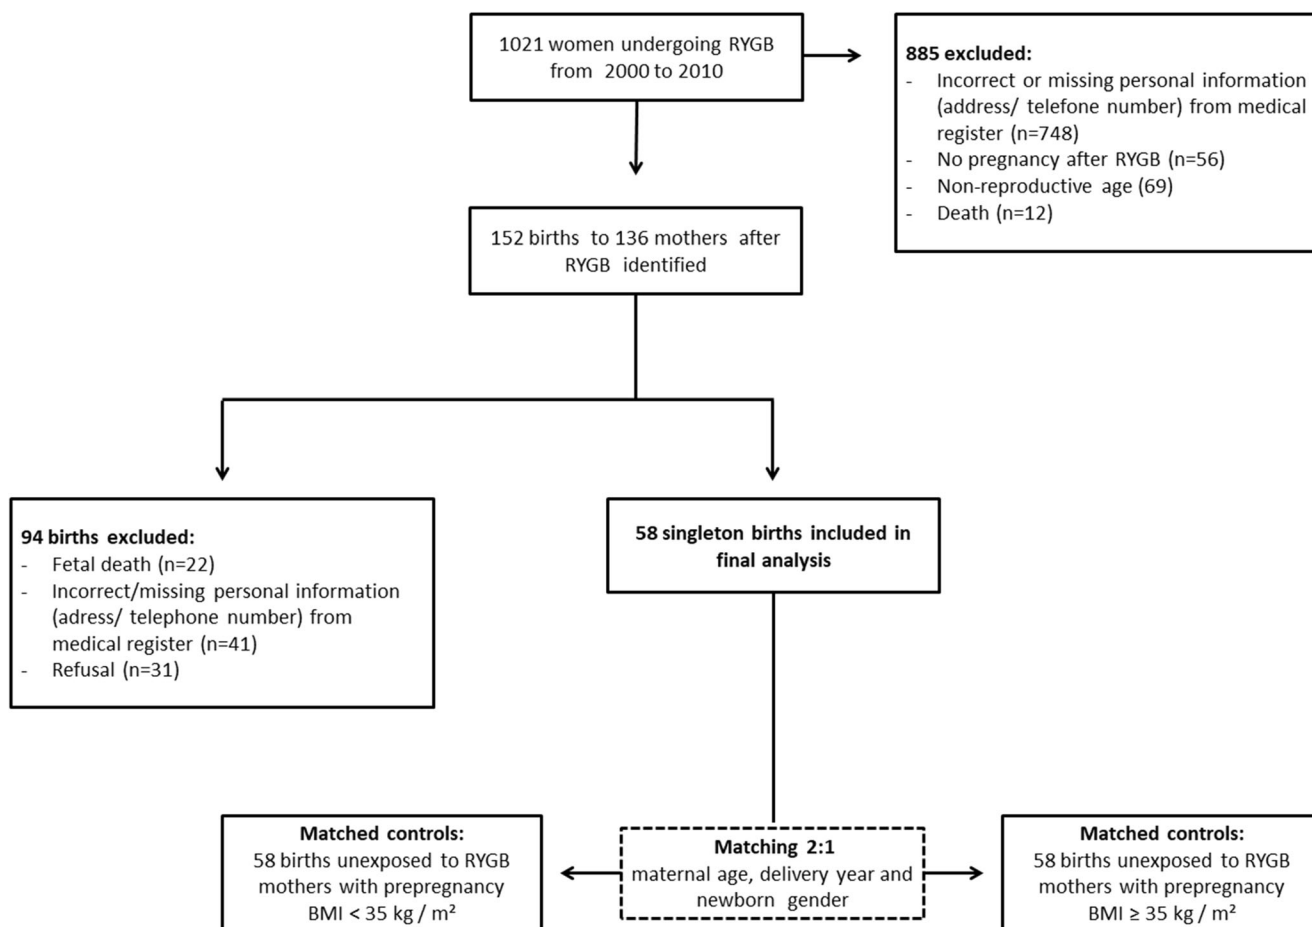 1021 women undergoing RYGB
from 2000 to 2010
885 excluded:
- Incorrect or missing personal information
(address/ telefone number) from medical
register (n=748)
- No pregnancy after RYGB (n=56)
- Non-reproductive age (69)
- Death (n=12)
152 births to 136 mothers after
RYGB identified
94 births excluded:
- Fetal death (n=22)
- Incorrect/missing personal information
(adress/ telephone number) from
medical register (n=41)
- Refusal (n=31)
58 singleton births included in
final analysis
Matched controls:
58 births unexposed to RYGB
mothers with prepregnancy
BMI < 35 kg / m²
Matching 2:1
maternal age, delivery year and
newborn gender
Matched controls:
58 births unexposed to RYGB
mothers with prepregnancy
BMI ≥ 35 kg / m²